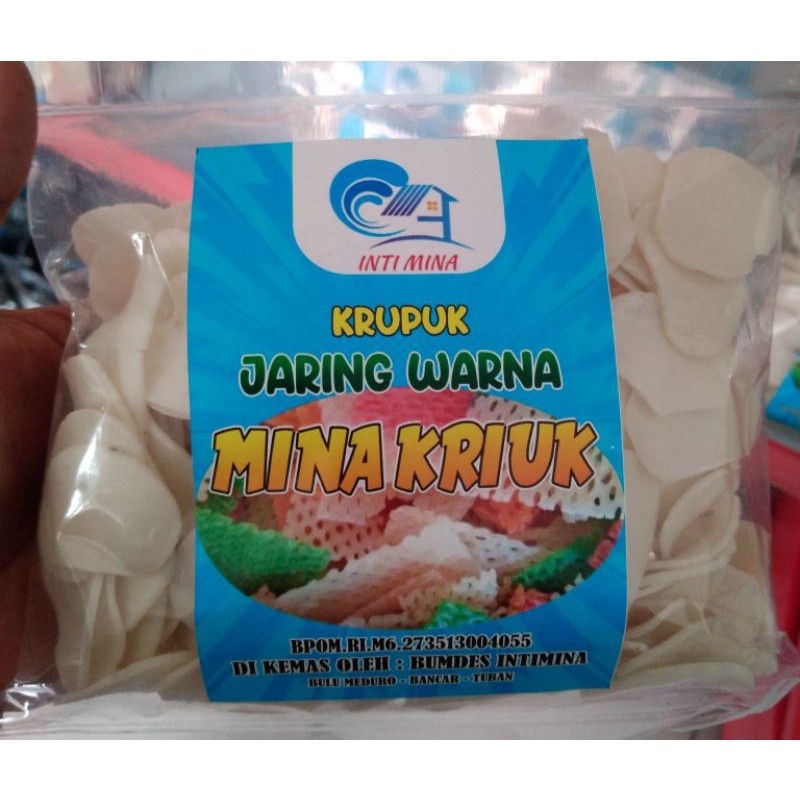 INTI MINA
KRUPUK
JARING WARNA
MINA KRIUK
BPOM.RI.M6.273513004055
DI KEMAS OLEH : BUMDES INTIMINA
BULU MEDURO - BANCAR - TUBAN